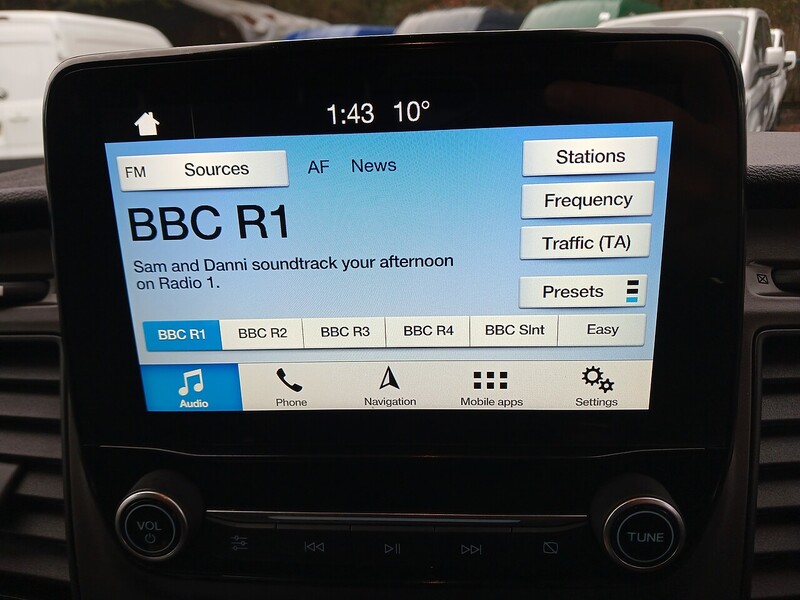 1:43 10°
FM Sources AF News
Stations
BBC R1
Frequency
Traffic (TA)
Sam and Danni soundtrack your afternoon
on Radio 1.
Presets
BBC R1 BBC R2 BBC R3 BBC R4 BBC Slnt Easy
Audio Phone Navigation Mobile apps Settings
VOL
TUNE